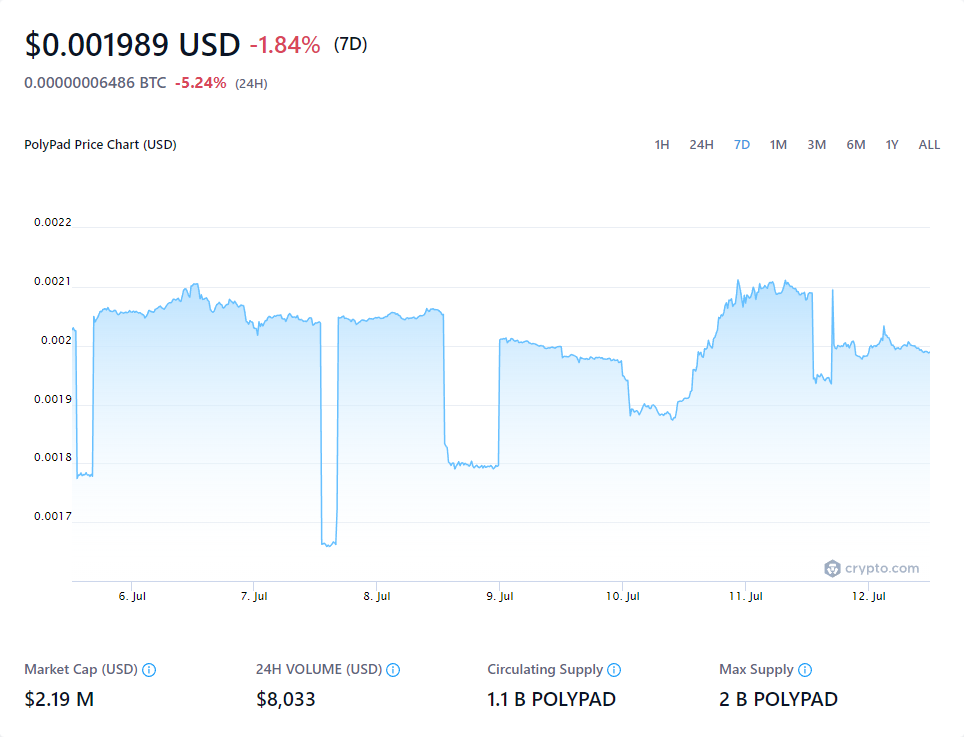 $0.001989 USD -1.84% (7D)
0.00000006486 BTC -5.24% (24H)
PolyPad Price Chart (USD) 1H 24H 7D 1M 3M 6M 1Y ALL
0.0022
0.0021
0.002
0.0019
0.0018
0.0017
crypto.com
6. Jul 7. Jul 8. Jul 9. Jul 10. Jul 11. Jul 12. Jul
Market Cap (USD) 24H VOLUME (USD) Circulating Supply Max Supply
$2.19 M $8,033 1.1 B POLYPAD 2 B POLYPAD